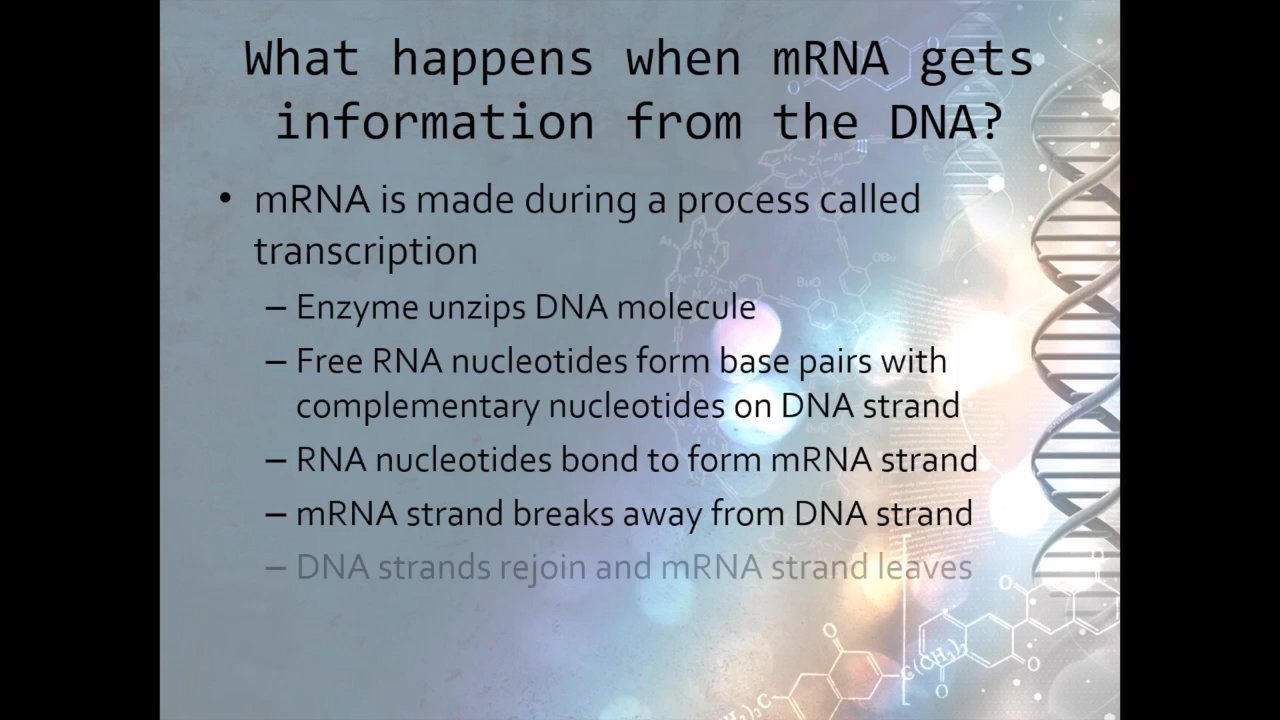 What happens when mRNA gets
information from the DNA?
• mRNA is made during a process called
transcription
– Enzyme unzips DNA molecule
– Free RNA nucleotides form base pairs with
complementary nucleotides on DNA strand
– RNA nucleotides bond to form mRNA strand
– mRNA strand breaks away from DNA strand
– DNA strands rejoin and mRNA strand leaves